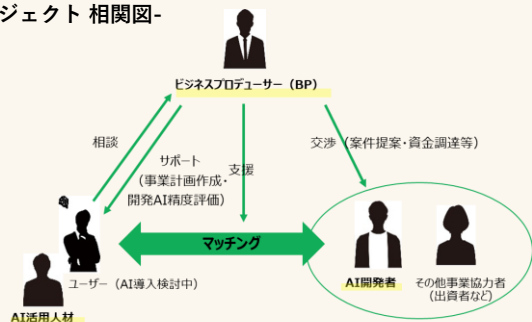 ジェクト 相関図-
ビジネスプロデューサー（BP）
相談
サポート
（事業計画作成・
開発AI精度評価）
支援
交渉（案件提案・資金調達等）
マッチング
ユーザー（AI導入検討中）
AI活用人材
AI開発者
その他事業協力者
（出資者など）